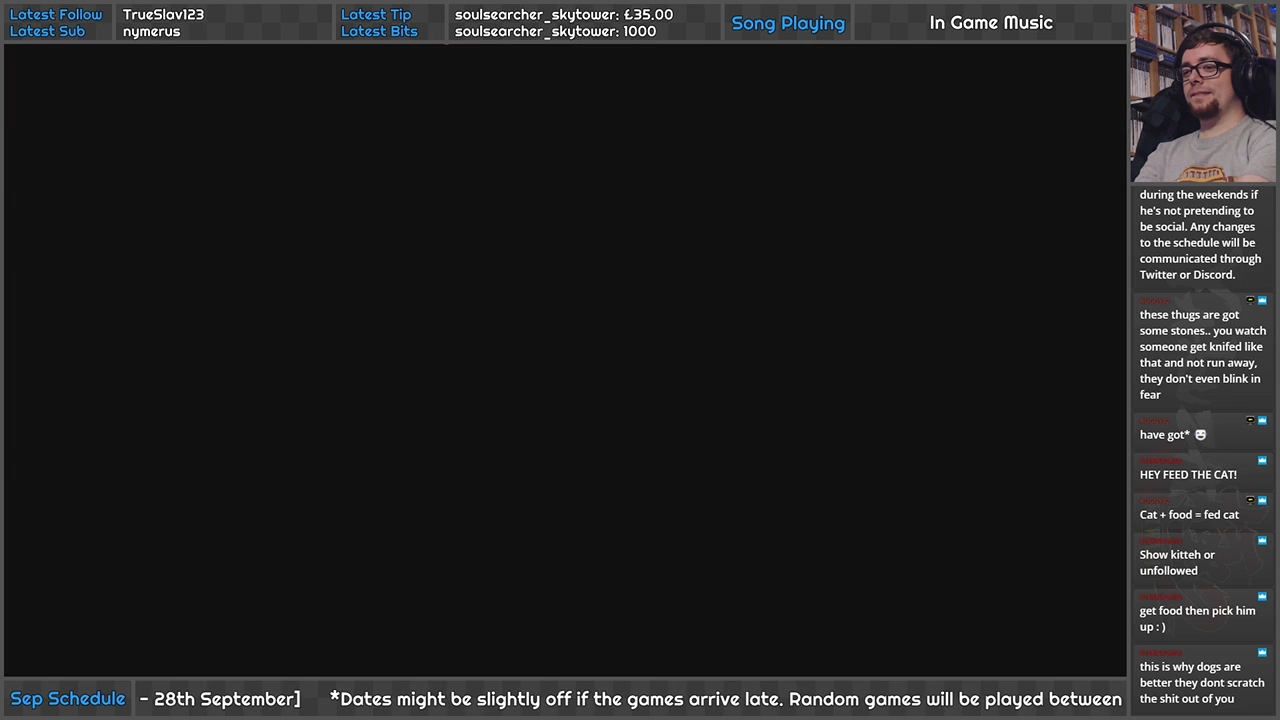 Latest Follow
Latest Sub
TrueSlav123
nymerus
Latest Tip
Latest Bits
soulsearcher_skytower: £35.00
soulsearcher_skytower: 1000
Song Playing
In Game Music
during the weekends if
he's not pretending to
be social. Any changes
to the schedule will be
communicated through
Twitter or Discord.
these thugs are got
some stones.. you watch
someone get knifed like
that and not run away,
they don't even blink in
fear
have got*
HEY FEED THE CAT!
Cat + food = fed cat
Show kitteh or
unfollowed
get food then pick him
up : )
this is why dogs are
better they dont scratch
the shit out of you
Sep Schedule
- 28th September]
*Dates might be slightly off if the games arrive late. Random games will be played between